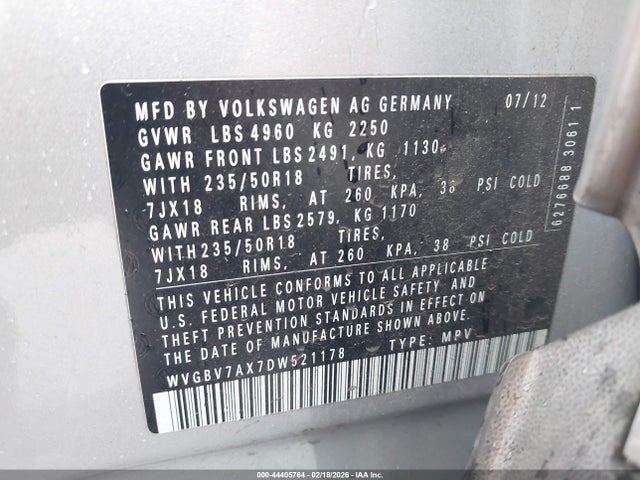 MFD BY VOLKSWAGEN AG GERMANY 07/12
GVWR LBS 4960 KG 2250
GAWR FRONT LBS 2491, KG 1130
WITH 235/50R18 TIRES,
7JX18 RIMS, AT 260 KPA, 38 PSI COLD
GAWR REAR LBS 2579, KG 1170
WITH 235/50R18 TIRES,
7JX18 RIMS, AT 260 KPA, 38 PSI COLD
THIS VEHICLE CONFORMS TO ALL APPLICABLE
U.S. FEDERAL MOTOR VEHICLE SAFETY AND
THEFT PREVENTION STANDARDS IN EFFECT ON
THE DATE OF MANUFACTURE SHOWN ABOVE.
WVGBV7AX7DW521178 TYPE: MPV
6276688 30611
000-44405764 | 02/18/2026 - IAA Inc.